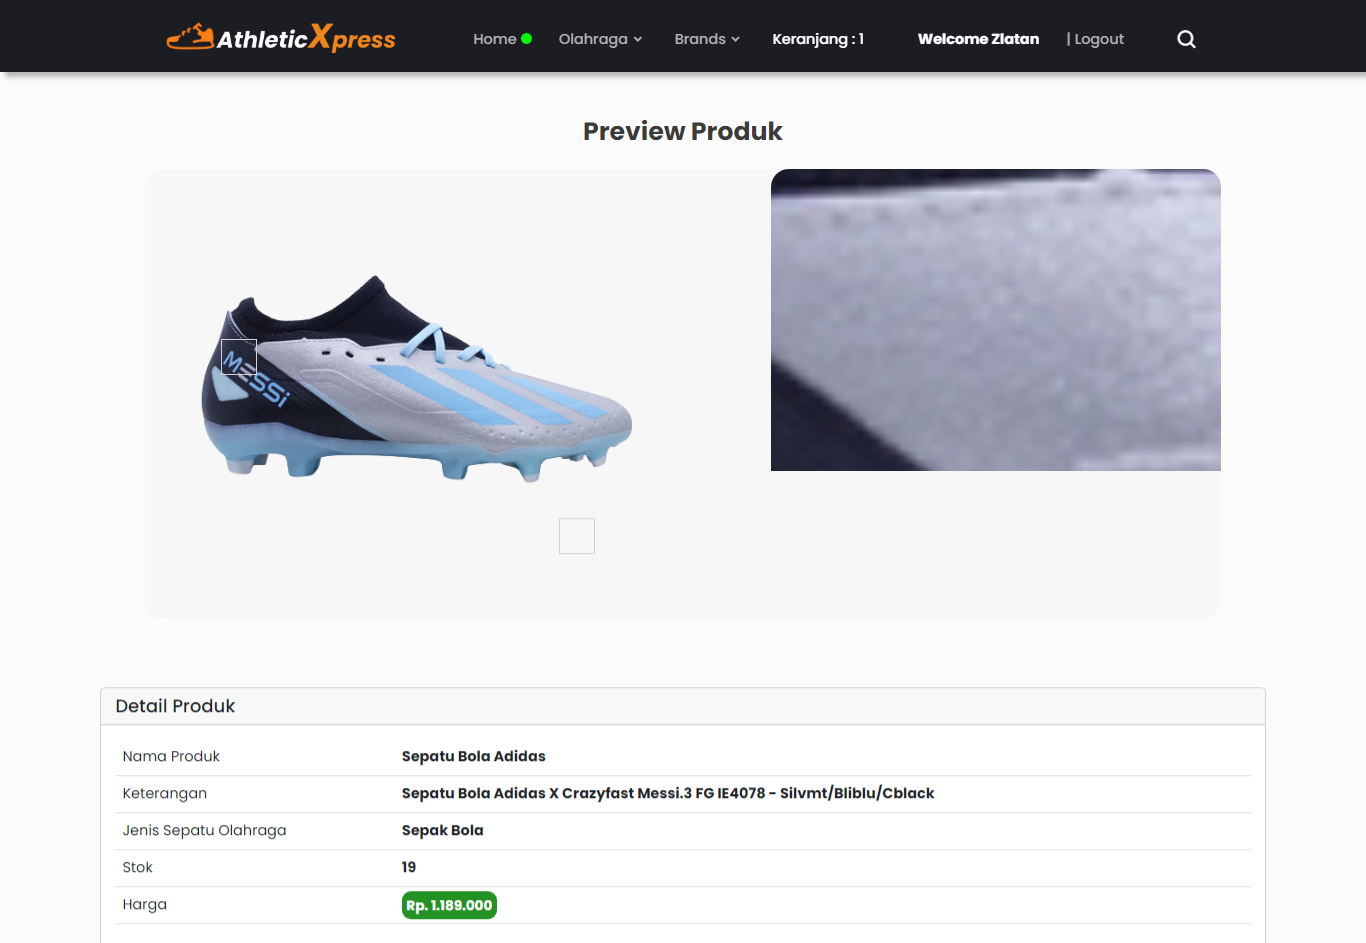 AthleticXpress Home Olahraga Brands Keranjang : 1 Welcome Zlatan | Logout
Preview Produk
MESSi
Detail Produk
Nama Produk Sepatu Bola Adidas
Keterangan Sepatu Bola Adidas X Crazyfast Messi.3 FG IE4078 - Silvmt/Bliblu/Cblack
Jenis Sepatu Olahraga Sepak Bola
Stok 19
Harga Rp. 1.189.000